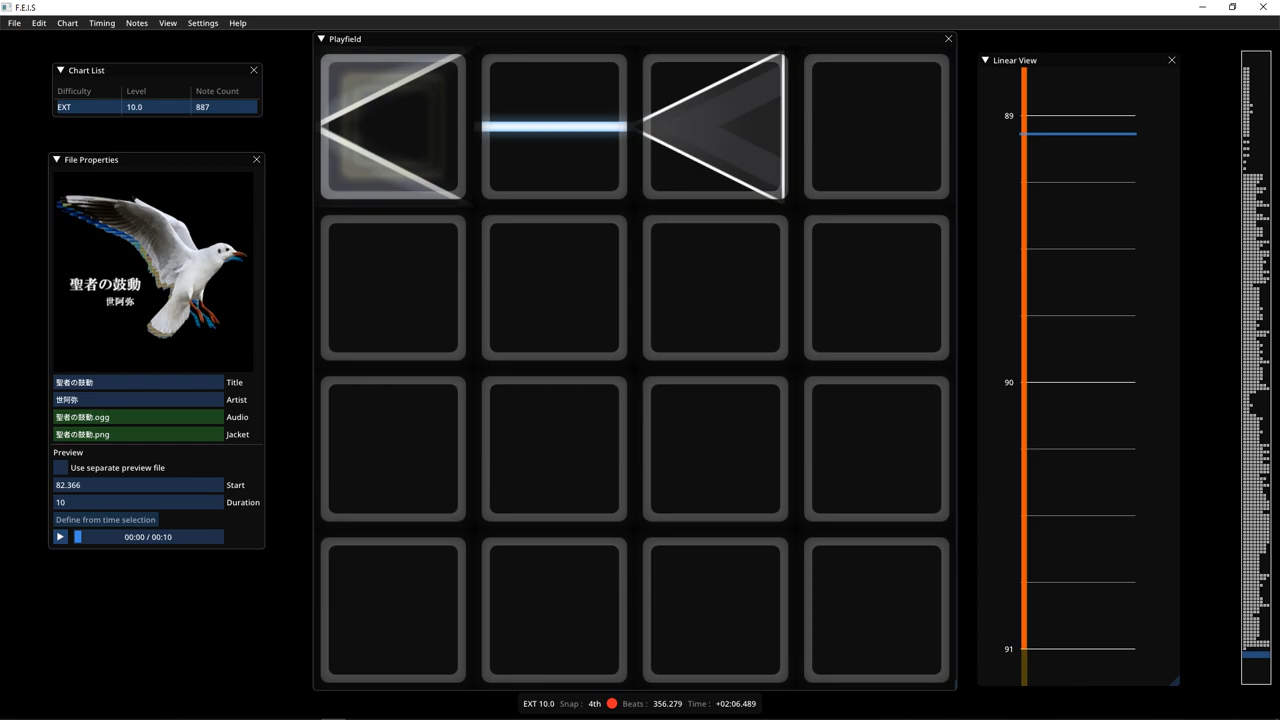 F.E.I.S
File Edit Chart Timing Notes View Settings Help
Chart List
Difficulty Level Note Count
EXT 10.0 887
File Properties
聖者の鼓動
世阿弥
聖者の鼓動 Title
世阿弥 Artist
聖者の鼓動.ogg Audio
聖者の鼓動.png Jacket
Preview
Use separate preview file
82.366 Start
10 Duration
Define from time selection
00:00 / 00:10
Playfield
Linear View
89
90
91
EXT 10.0 Snap : 4th Beats : 356.279 Time : +02:06.489